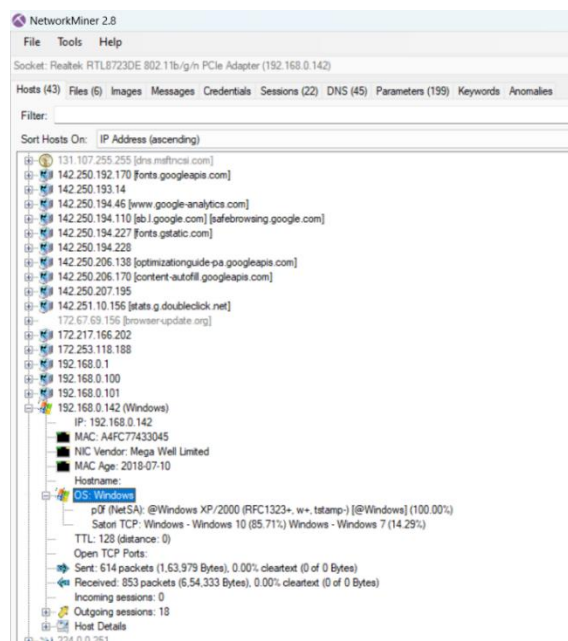 NetworkMiner 2.8
File Tools Help
Socket: Realtek RTL8723DE 802.11b/g/n PCIe Adapter (192.168.0.142)
Hosts (43) Files (6) Images Messages Credentials Sessions (22) DNS (45) Parameters (199) Keywords Anomalies
Filter:
Sort Hosts On: IP Address (ascending)
131.107.255.255 [dns.msftncsi.com]
142.250.192.170 [fonts.googleapis.com]
142.250.193.14
142.250.194.46 [www.google-analytics.com]
142.250.194.110 [sb.l.google.com] [safebrowsing.google.com]
142.250.194.227 [fonts.gstatic.com]
142.250.194.228
142.250.206.138 [optimizationguide-pa.googleapis.com]
142.250.206.170 [content-autofill.googleapis.com]
142.250.207.195
142.251.10.156 [stats.g.doubleclick.net]
172.67.69.156 [browser-update.org]
172.217.166.202
172.253.118.188
192.168.0.1
192.168.0.100
192.168.0.101
192.168.0.142 (Windows)
IP: 192.168.0.142
MAC: A4FC77433045
NIC Vendor: Mega Well Limited
MAC Age: 2018-07-10
Hostname:
OS: Windows
p0f (NetSA): @Windows XP/2000 (RFC1323+, w+, tstamp-) [@Windows] (100.00%)
Satori TCP: Windows - Windows 10 (85.71%) Windows - Windows 7 (14.29%)
TTL: 128 (distance: 0)
Open TCP Ports:
Sent: 614 packets (1,63,979 Bytes), 0.00% cleartext (0 of 0 Bytes)
Received: 853 packets (6,54,333 Bytes), 0.00% cleartext (0 of 0 Bytes)
Incoming sessions: 0
Outgoing sessions: 18
Host Details
224.0.0.251